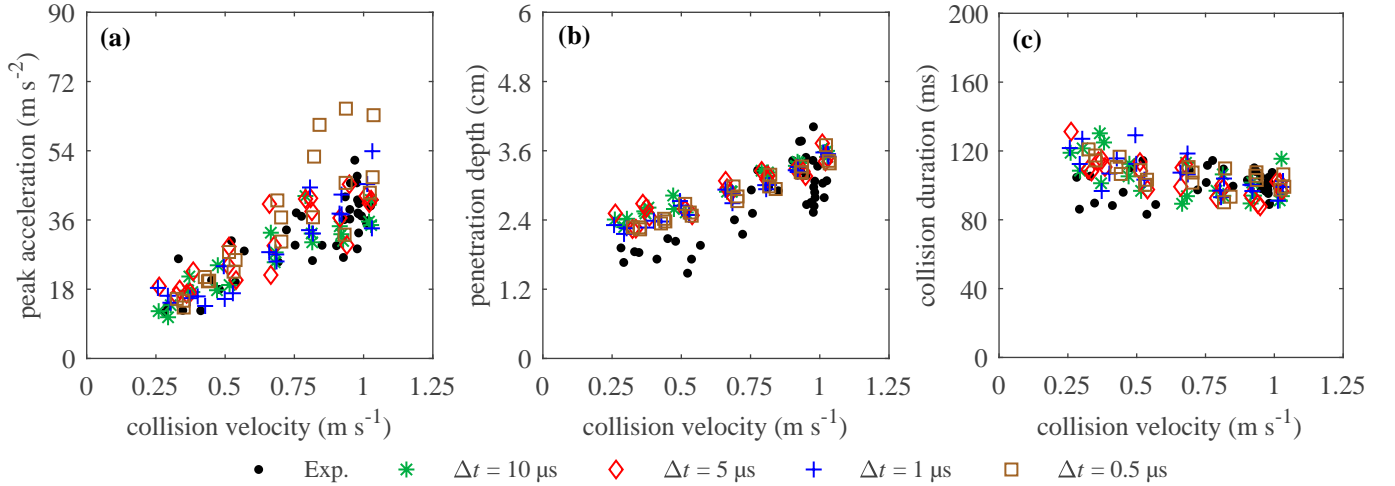 (a)
peak acceleration (m s⁻²)
90
72
54
36
18
0
0
0.25
0.5
0.75
1
1.25
collision velocity (m s⁻¹)
(b)
penetration depth (cm)
6
4.8
3.6
2.4
1.2
0
0
0.25
0.5
0.75
1
1.25
collision velocity (m s⁻¹)
(c)
collision duration (ms)
200
160
120
80
40
0
0
0.25
0.5
0.75
1
1.25
collision velocity (m s⁻¹)
Exp.
Δt = 10 μs
Δt = 5 μs
Δt = 1 μs
Δt = 0.5 μs